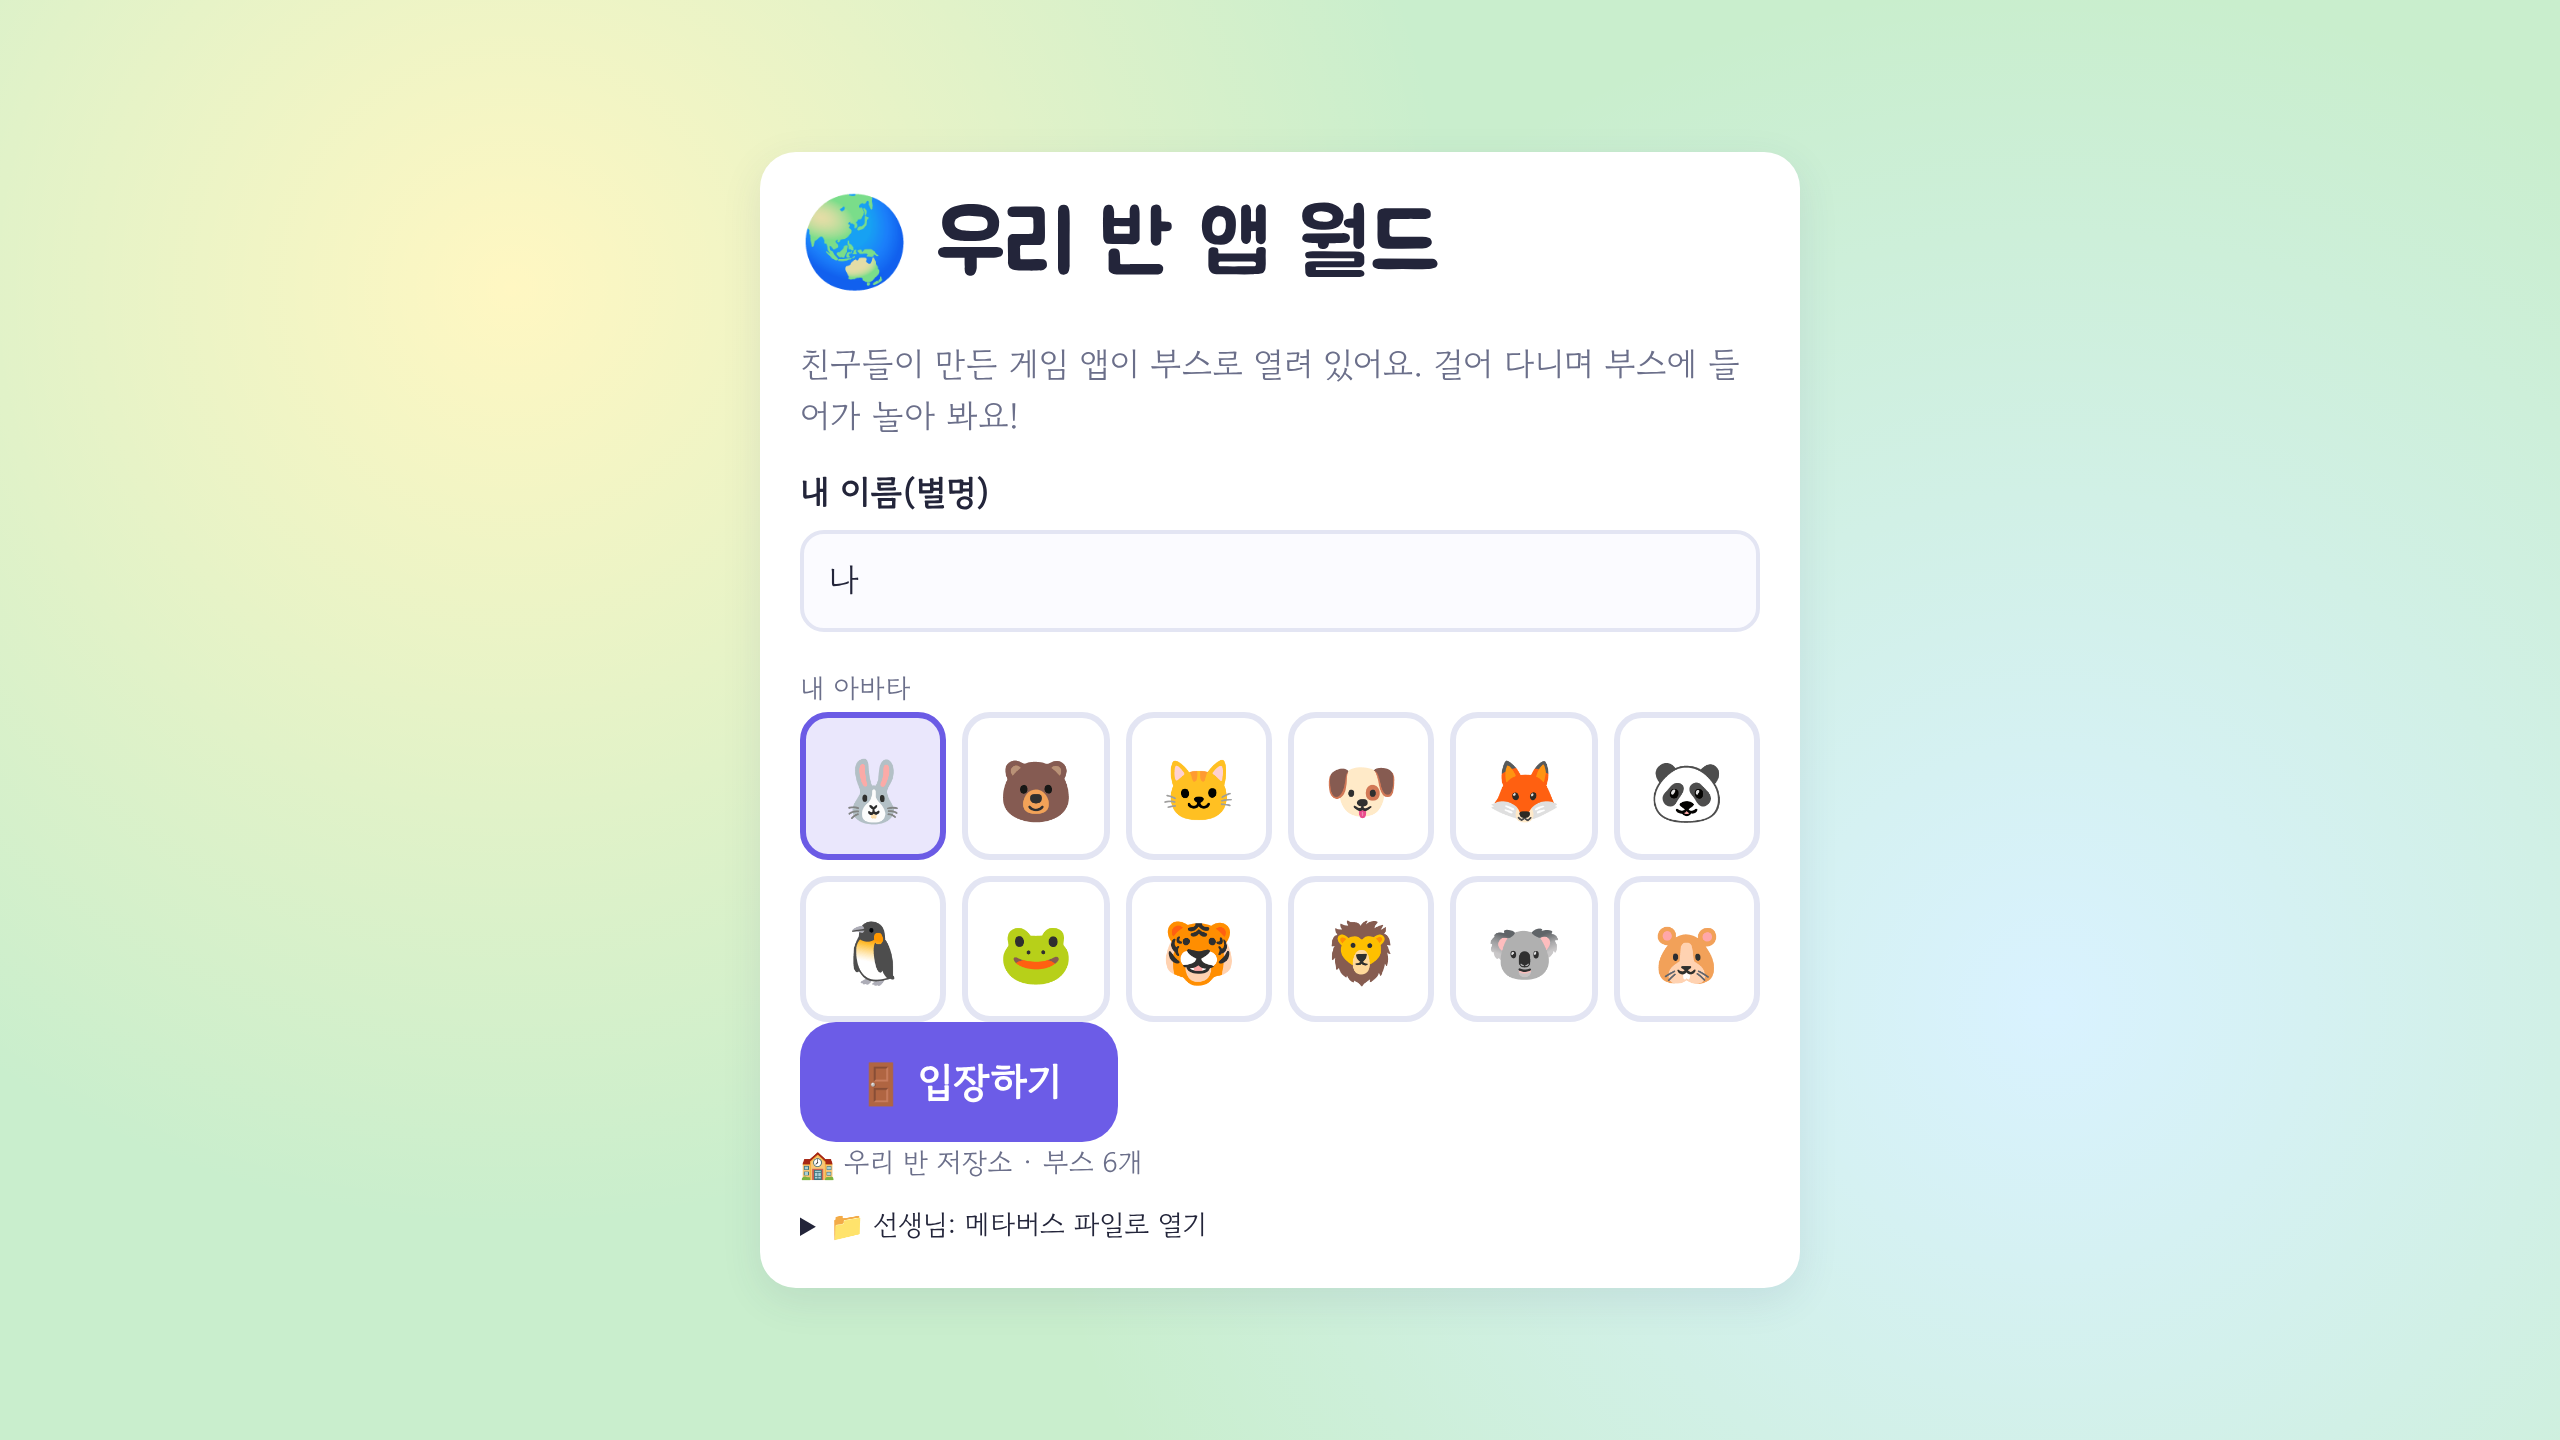 우리 반 앱 월드
친구들이 만든 게임 앱이 부스로 열려 있어요. 걸어 다니며 부스에 들
어가 놀아 봐요!
내 이름(별명)
나
내 아바타
입장하기
우리 반 저장소 · 부스 6개
선생님: 메타버스 파일로 열기